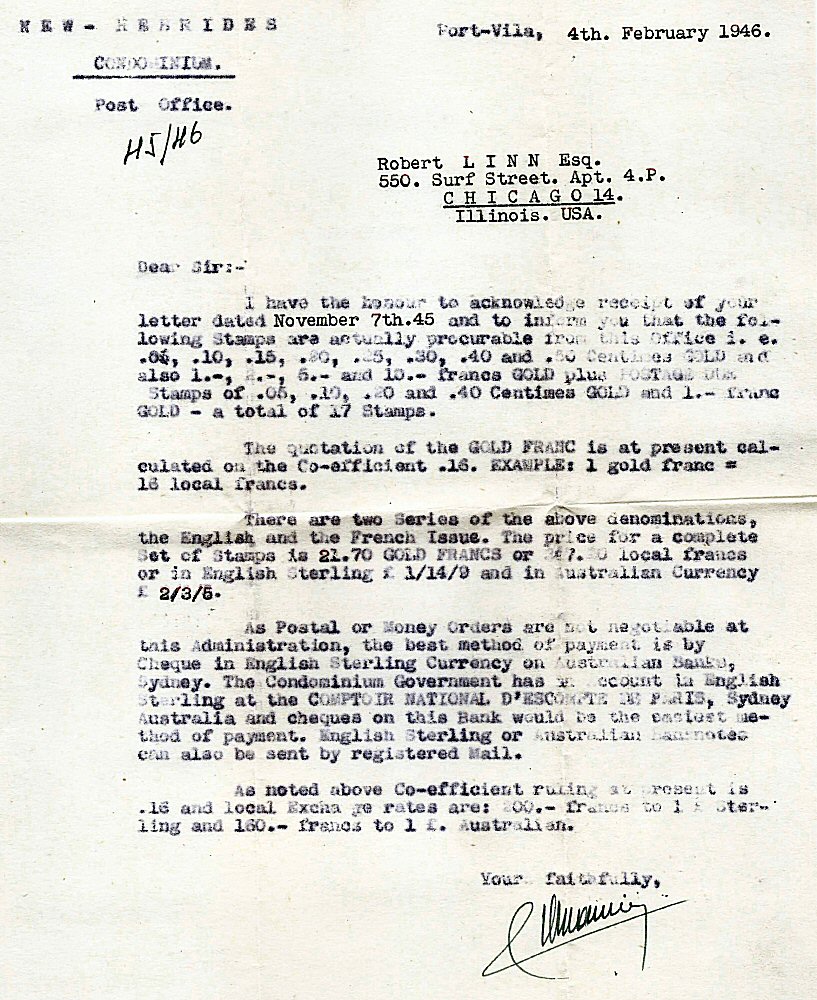 NEW- HEBRIDES
Port-Vila, 4th. February 1946.
CONDOMINIUM.
Post Office.
45/46
Robert L I N N Esq.
550. Surf Street. Apt. 4.P.
C H I C A G O 14.
Illinois. USA.
Dear Sir:-
I have the honour to acknowledge receipt of your
letter dated November 7th.45 and to inform you that the fol-
lowing Stamps are actually procurable from this Office i. e.
.05, .10, .15, .20, .25, .30, .40 and .50 Centimes GOLD and
also 1.-, 2.-, 5.- and 10.- francs GOLD plus POSTAGE DUE
Stamps of .05, .10, .20 and .40 Centimes GOLD and 1.- franc
GOLD - a total of 17 Stamps.
The quotation of the GOLD FRANC is at present cal-
culated on the Co-efficient .16. EXAMPLE: 1 gold franc =
16 local francs.
There are two Series of the above denominations,
the English and the French Issue. The price for a complete
Set of Stamps is 21.70 GOLD FRANCS or local francs
or in English Sterling £ 1/14/9 and in Australian Currency
£ 2/3/5.
As Postal or Money Orders are not negotiable at
this Administration, the best method of payment is by
Cheque in English Sterling Currency on Australian Banks,
Sydney. The Condominium Government has an account in English
Sterling at the COMPTOIR NATIONAL D'ESCOMPTE DE PARIS, Sydney
Australia and cheques on this Bank would be the easiest me-
thod of payment. English Sterling or Australian banknotes
can also be sent by registered Mail.
As noted above Co-efficient ruling at present is
.16 and local Exchange rates are: 200.- francs to 1 £ Ster-
ling and 160.- francs to 1 £. Australian.
Your faithfully,